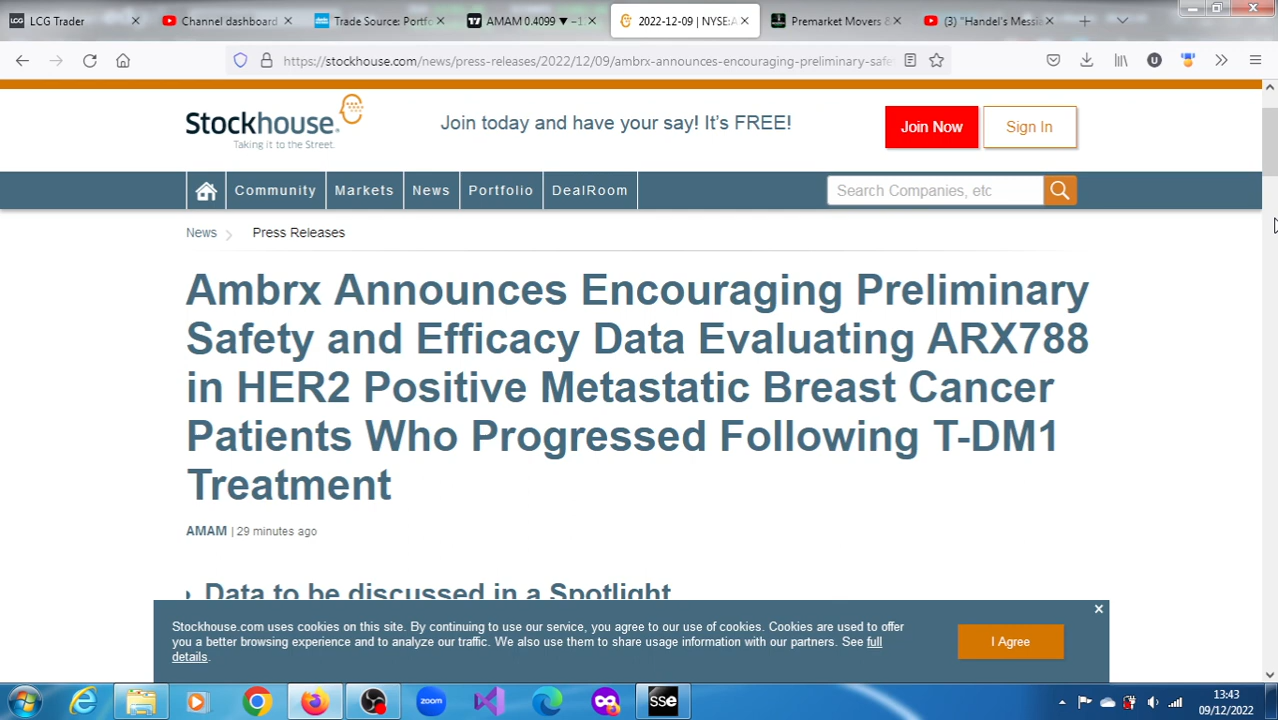 LCG Trader
Channel dashboard
Trade Source: Portfo
AMAM 0.4099 ▼ −1.
2022-12-09 | NYSE:A
Premarket Movers &
(3) "Handel's Messia
https://stockhouse.com/news/press-releases/2022/12/09/ambrx-announces-encouraging-preliminary-safe
Stockhouse
Taking it to the Street.
Join today and have your say! It's FREE!
Join Now
Sign In
Community
Markets
News
Portfolio
DealRoom
Search Companies, etc
News
Press Releases
Ambrx Announces Encouraging Preliminary
Safety and Efficacy Data Evaluating ARX788
in HER2 Positive Metastatic Breast Cancer
Patients Who Progressed Following T-DM1
Treatment
AMAM | 29 minutes ago
Data to be discussed in a Spotlight
Stockhouse.com uses cookies on this site. By continuing to use our service, you agree to our use of cookies. Cookies are used to offer
you a better browsing experience and to analyze our traffic. We also use them to share usage information with our partners. See full
details.
I Agree
zoom
SSE
13:43
09/12/2022